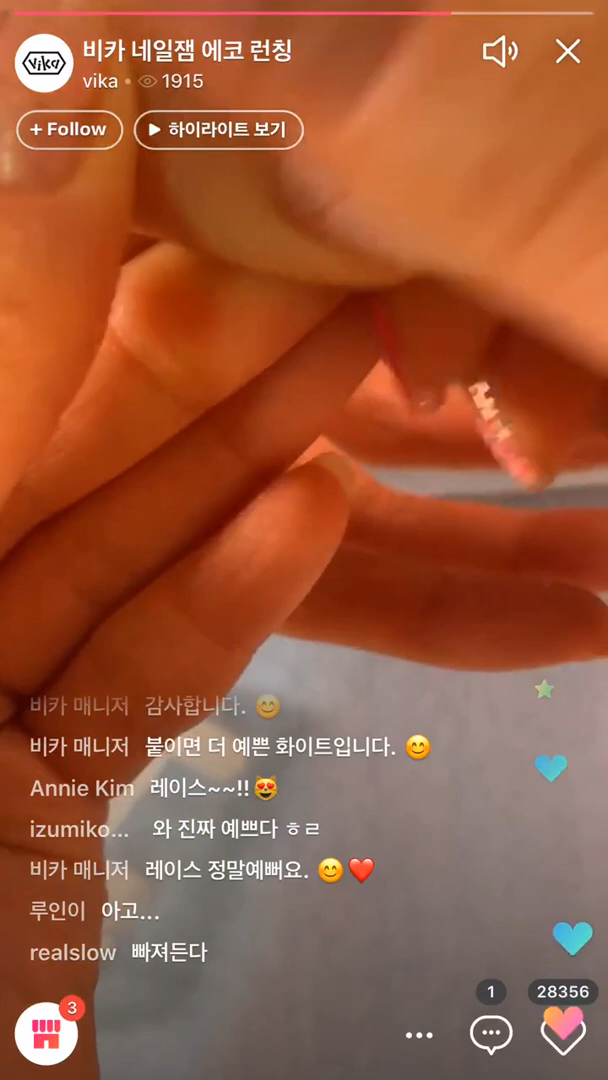 vika
비카 네일잼 에코 런칭
vika • 1915
+ Follow
하이라이트 보기
비카 매니저 감사합니다. 😊
비카 매니저 붙이면 더 예쁜 화이트입니다. 😊
Annie Kim 레이스~~!! 😻
izumiko... 와 진짜 예쁘다 ㅎㄹ
비카 매니저 레이스 정말예뻐요. 😊❤️
루인이 아고...
realslow 빠져든다
3
1
28356